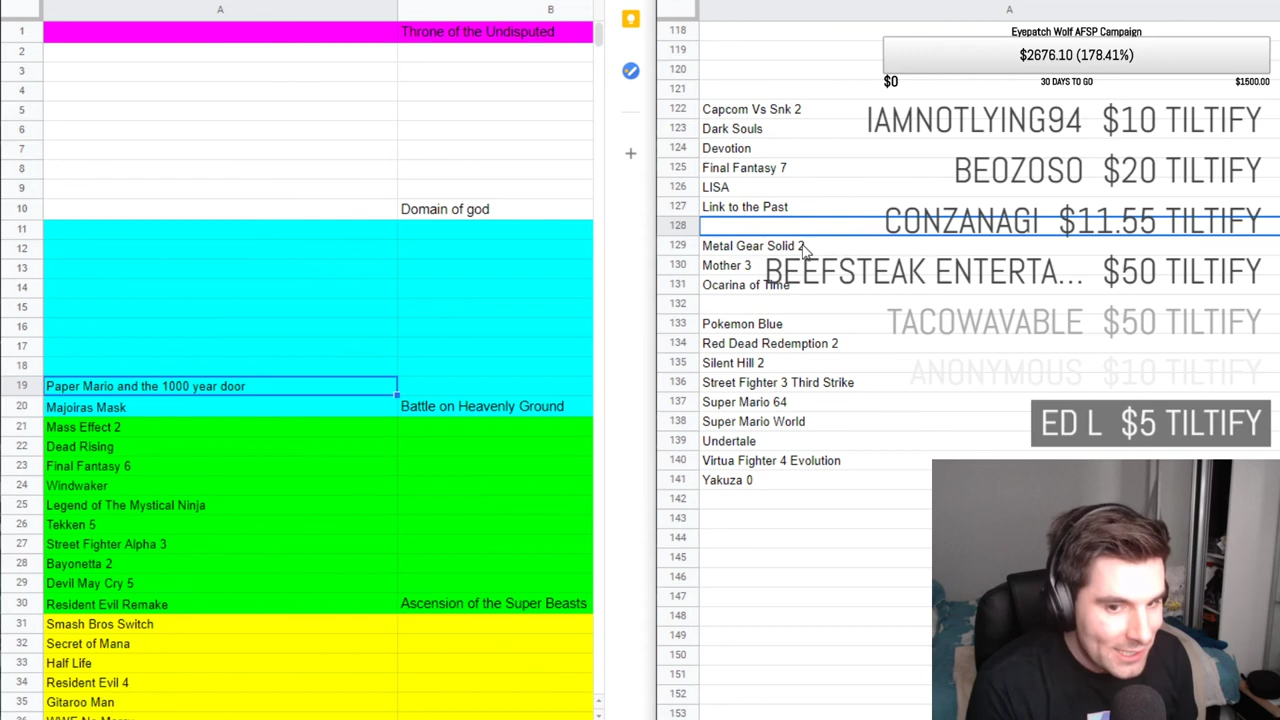 A
B
1 Throne of the Undisputed
2
3
4
5
6
7
8
9
10 Domain of god
11
12
13
14
15
16
17
18
19 Paper Mario and the 1000 year door
20 Majoiras Mask Battle on Heavenly Ground
21 Mass Effect 2
22 Dead Rising
23 Final Fantasy 6
24 Windwaker
25 Legend of The Mystical Ninja
26 Tekken 5
27 Street Fighter Alpha 3
28 Bayonetta 2
29 Devil May Cry 5
30 Resident Evil Remake Ascension of the Super Beasts
31 Smash Bros Switch
32 Secret of Mana
33 Half Life
34 Resident Evil 4
35 Gitaroo Man
A
118
119
120
121
122 Capcom Vs Snk 2
123 Dark Souls
124 Devotion
125 Final Fantasy 7
126 LISA
127 Link to the Past
128
129 Metal Gear Solid 2
130 Mother 3
131 Ocarina of Time
132
133 Pokemon Blue
134 Red Dead Redemption 2
135 Silent Hill 2
136 Street Fighter 3 Third Strike
137 Super Mario 64
138 Super Mario World
139 Undertale
140 Virtua Fighter 4 Evolution
141 Yakuza 0
142
143
144
145
146
147
148
149
150
151
152
153
Eyepatch Wolf AFSP Campaign
$2676.10 (178.41%)
$0 30 DAYS TO GO $1500.00
IAMNOTLYING94 $10 TILTIFY
BEOZOSO $20 TILTIFY
CONZANAGI $11.55 TILTIFY
BEEFSTEAK ENTERTA... $50 TILTIFY
TACOWAVABLE $50 TILTIFY
ANONYMOUS $10 TILTIFY
ED L $5 TILTIFY